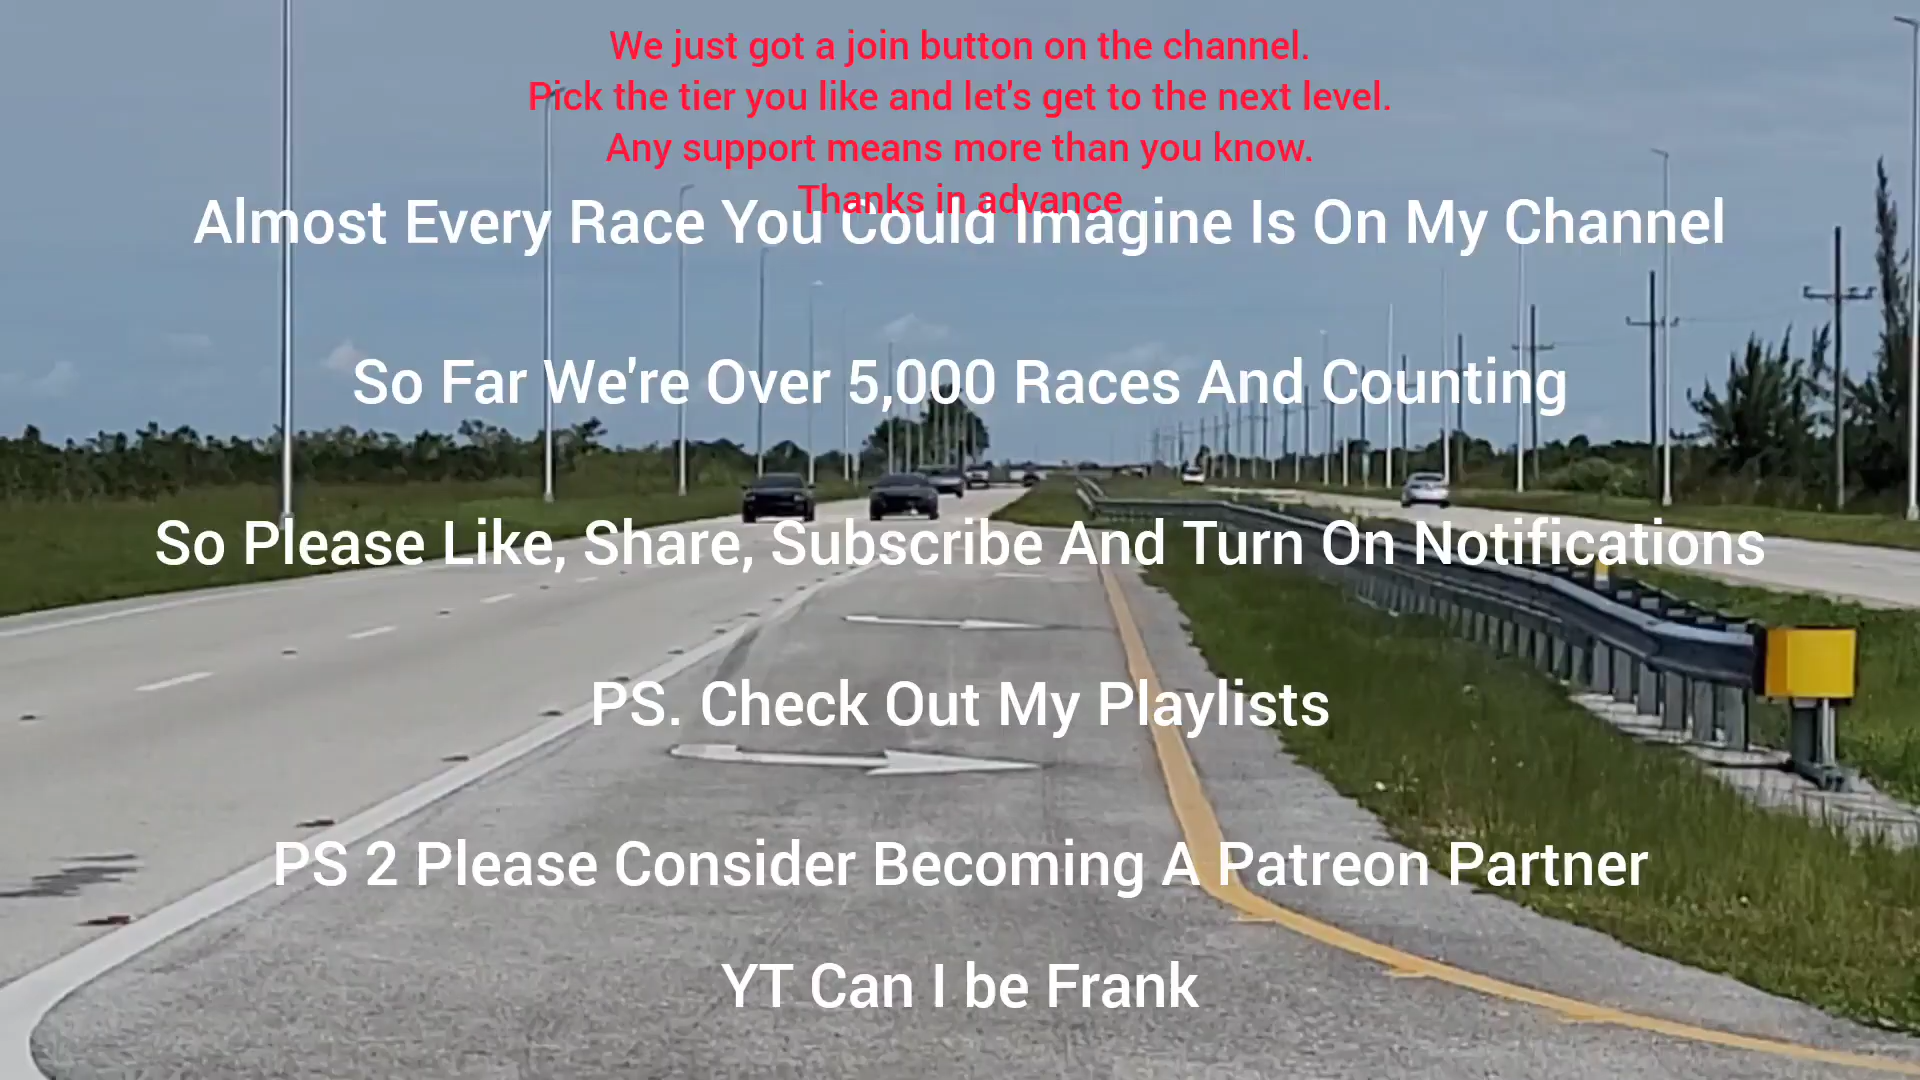 We just got a join button on the channel.
Pick the tier you like and let's get to the next level.
Any support means more than you know.
Thanks in advance
Almost Every Race You Could Imagine Is On My Channel
So Far We're Over 5,000 Races And Counting
So Please Like, Share, Subscribe And Turn On Notifications
PS. Check Out My Playlists
PS 2 Please Consider Becoming A Patreon Partner
YT Can I be Frank